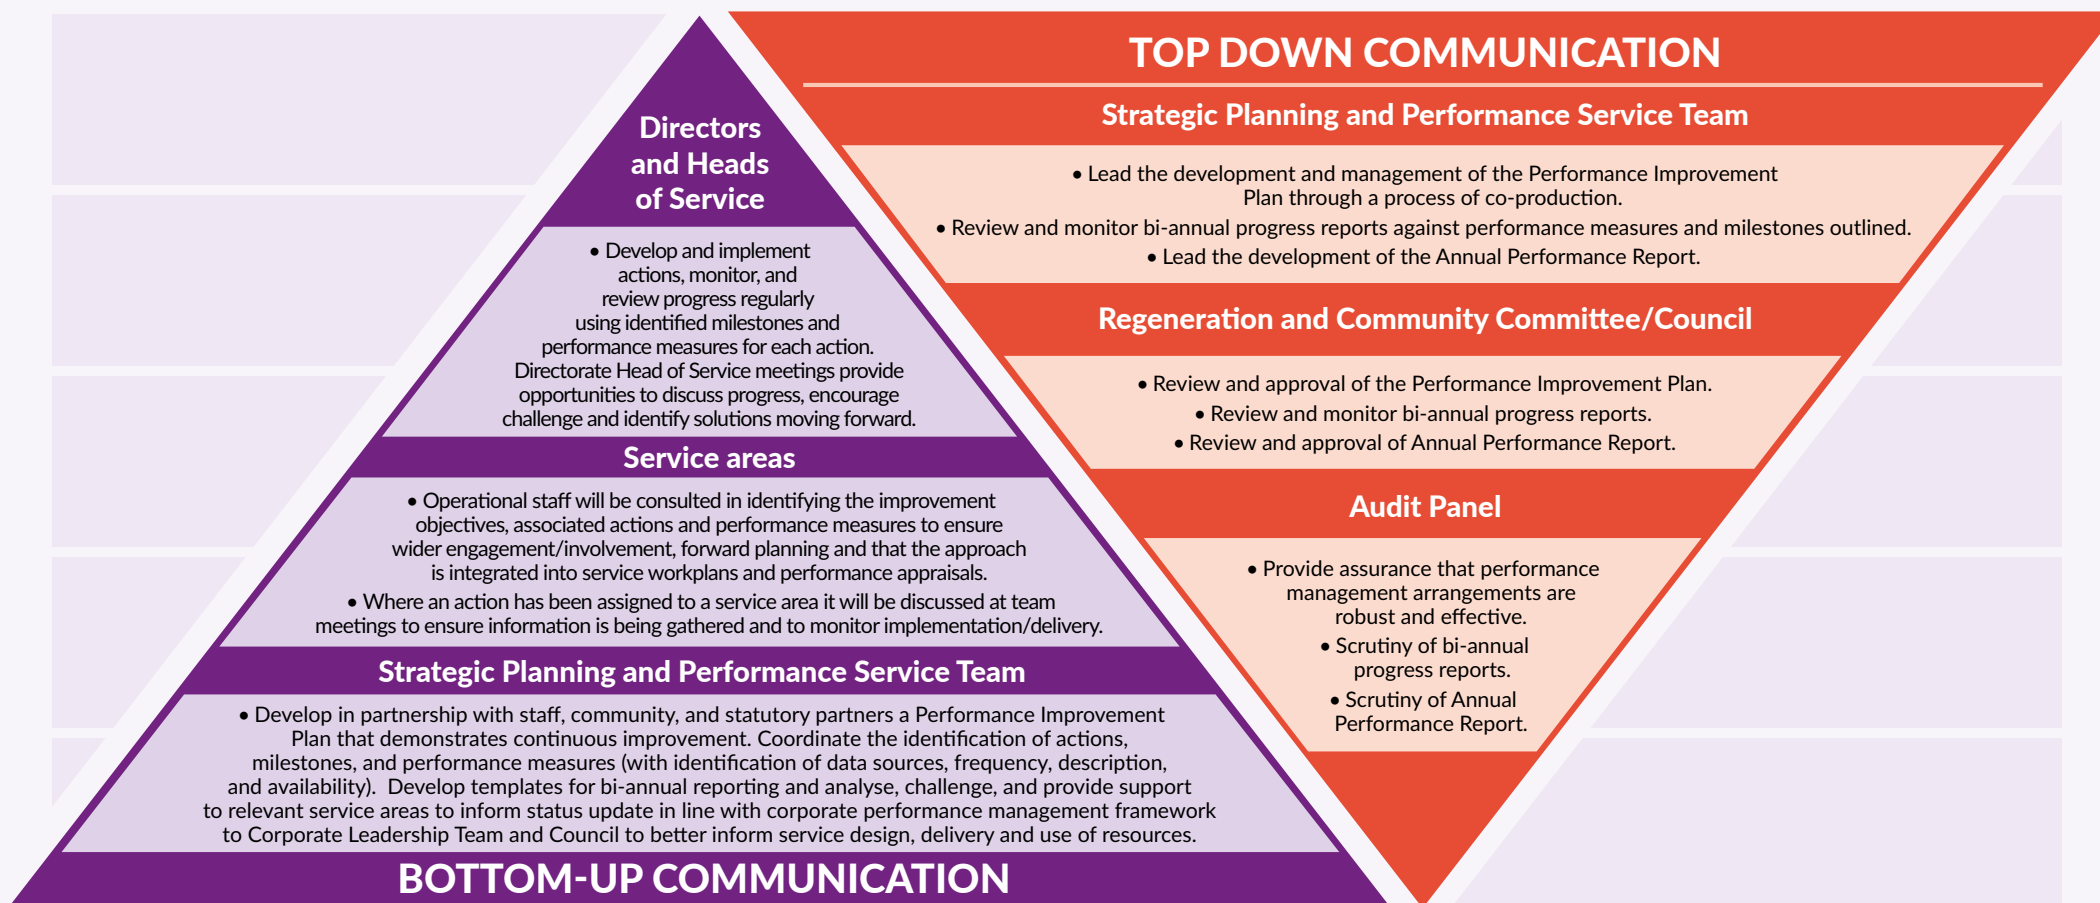 Directors
and Heads
of Service
• Develop and implement
actions, monitor, and
review progress regularly
using identified milestones and
performance measures for each action.
Directorate Head of Service meetings provide
opportunities to discuss progress, encourage
challenge and identify solutions moving forward.
Service areas
• Operational staff will be consulted in identifying the improvement
objectives, associated actions and performance measures to ensure
wider engagement/involvement, forward planning and that the approach
is integrated into service workplans and performance appraisals.
• Where an action has been assigned to a service area it will be discussed at team
meetings to ensure information is being gathered and to monitor implementation/delivery.
Strategic Planning and Performance Service Team
• Develop in partnership with staff, community, and statutory partners a Performance Improvement
Plan that demonstrates continuous improvement. Coordinate the identification of actions,
milestones, and performance measures (with identification of data sources, frequency, description,
and availability). Develop templates for bi-annual reporting and analyse, challenge, and provide support
to relevant service areas to inform status update in line with corporate performance management framework
to Corporate Leadership Team and Council to better inform service design, delivery and use of resources.
BOTTOM-UP COMMUNICATION
TOP DOWN COMMUNICATION
Strategic Planning and Performance Service Team
• Lead the development and management of the Performance Improvement
Plan through a process of co-production.
• Review and monitor bi-annual progress reports against performance measures and milestones outlined.
• Lead the development of the Annual Performance Report.
Regeneration and Community Committee/Council
• Review and approval of the Performance Improvement Plan.
• Review and monitor bi-annual progress reports.
• Review and approval of Annual Performance Report.
Audit Panel
• Provide assurance that performance
management arrangements are
robust and effective.
• Scrutiny of bi-annual
progress reports.
• Scrutiny of Annual
Performance Report.